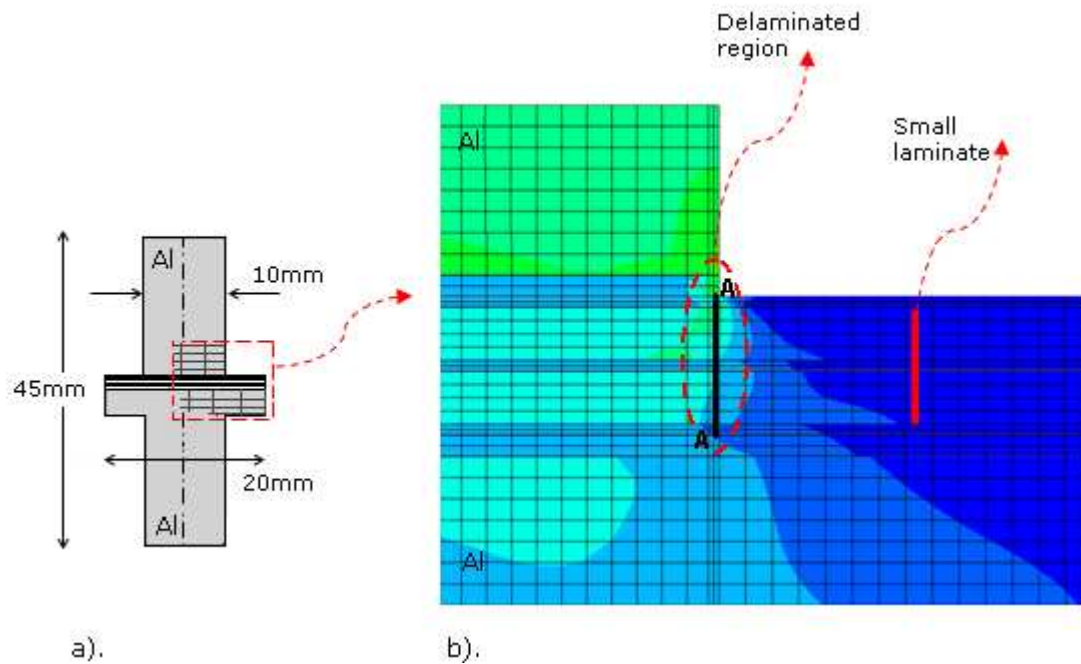 Delaminated
region
Al
Small
laminate
Al
10mm
A
45mm
A
20mm
Al
Al
a).
b).